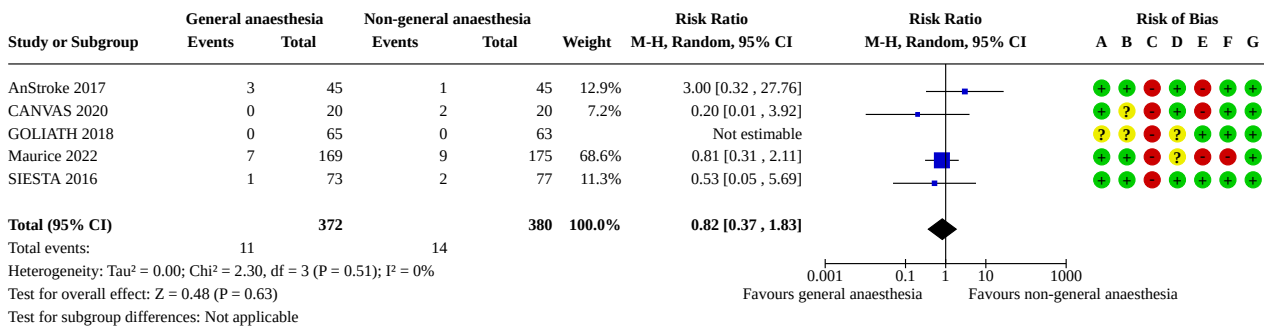 General anaesthesia Non-general anaesthesia Risk Ratio Risk Ratio Risk of Bias
Study or Subgroup Events Total Events Total Weight M-H, Random, 95% CI M-H, Random, 95% CI A B C D E F G
AnStroke 2017 3 45 1 45 12.9% 3.00 [0.32 , 27.76] + + - + - + +
CANVAS 2020 0 20 2 20 7.2% 0.20 [0.01 , 3.92] + ? - + - + +
GOLIATH 2018 0 65 0 63 Not estimable ? ? - ? + + +
Maurice 2022 7 169 9 175 68.6% 0.81 [0.31 , 2.11] + + - ? - - +
SIESTA 2016 1 73 2 77 11.3% 0.53 [0.05 , 5.69] + + - + + + +
Total (95% CI) 372 380 100.0% 0.82 [0.37 , 1.83]
Total events: 11 14
Heterogeneity: Tau² = 0.00; Chi² = 2.30, df = 3 (P = 0.51); I² = 0% 0.001 0.1 1 10 1000
Test for overall effect: Z = 0.48 (P = 0.63) Favours general anaesthesia Favours non-general anaesthesia
Test for subgroup differences: Not applicable